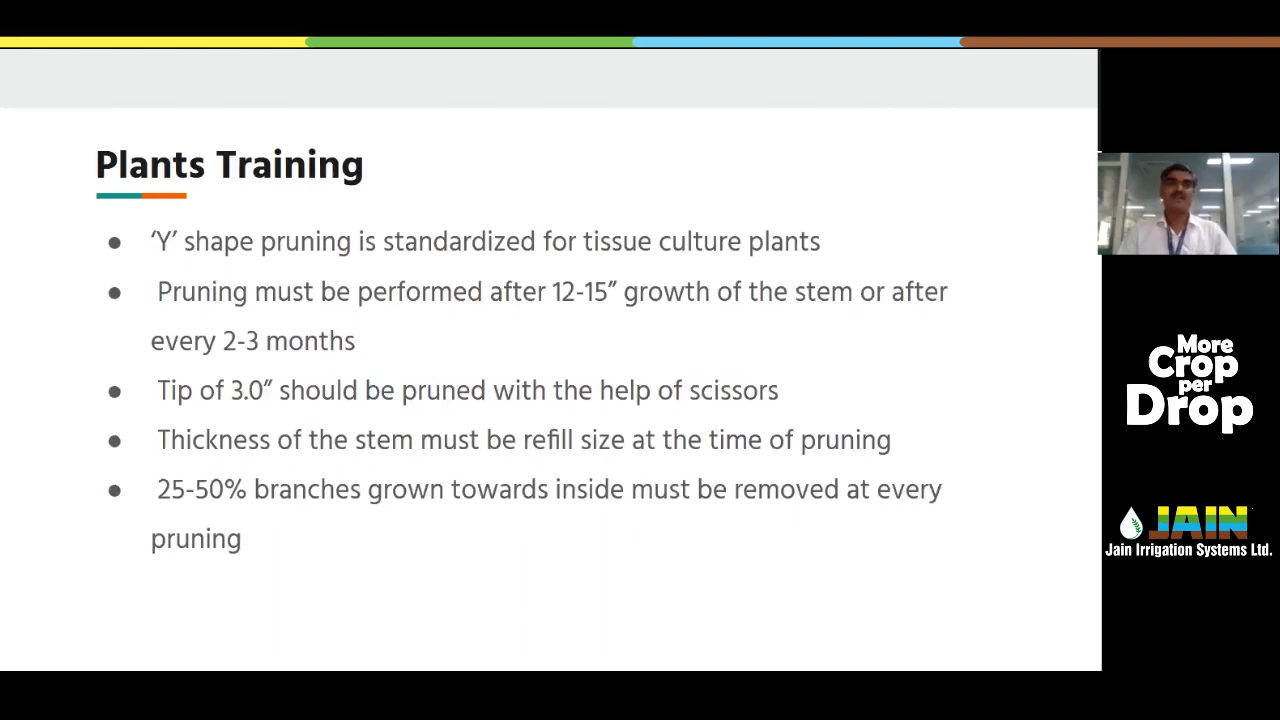 Plants Training
● ‘Y’ shape pruning is standardized for tissue culture plants
● Pruning must be performed after 12-15” growth of the stem or after
every 2-3 months
● Tip of 3.0” should be pruned with the help of scissors
● Thickness of the stem must be refill size at the time of pruning
● 25-50% branches grown towards inside must be removed at every
pruning
More
Crop
per
Drop
JAIN
Jain Irrigation Systems Ltd.